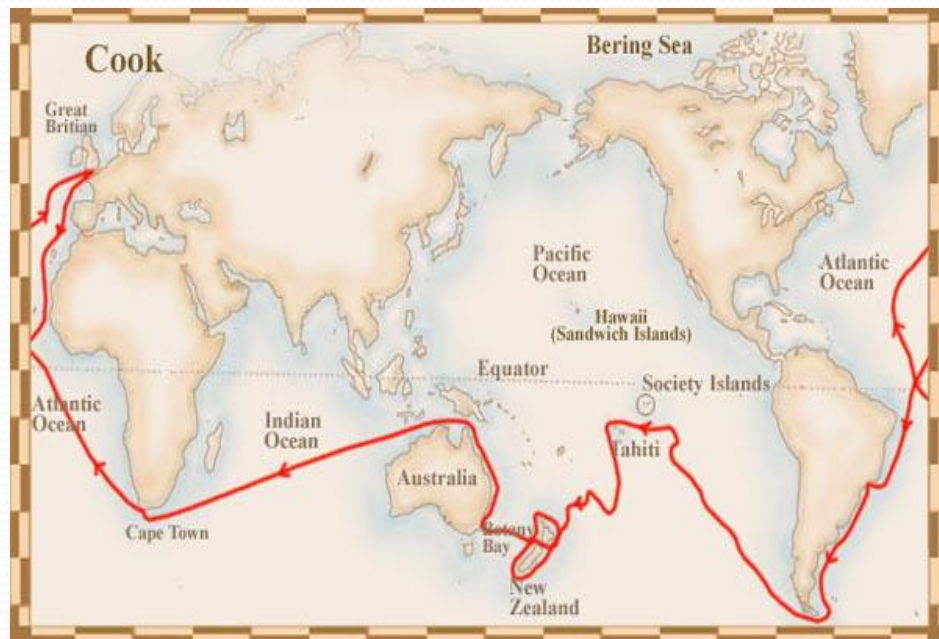 Cook
Bering Sea
Great
Britian
Pacific
Ocean
Atlantic
Ocean
Hawaii
(Sandwich Islands)
Equator
Society Islands
Atlantic
Ocean
Indian
Ocean
Tahiti
Australia
Cape Town
Botany
Bay
New
Zealand